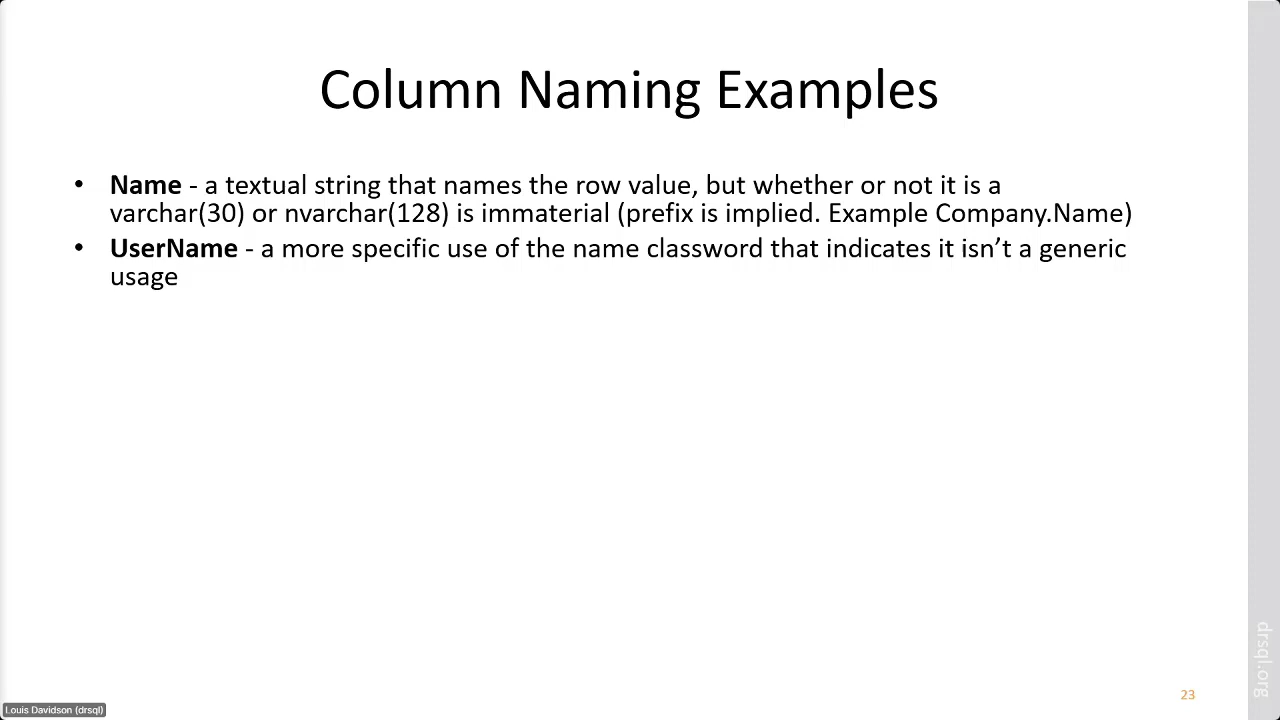 Column Naming Examples
• Name - a textual string that names the row value, but whether or not it is a
varchar(30) or nvarchar(128) is immaterial (prefix is implied. Example Company.Name)
• UserName - a more specific use of the name classword that indicates it isn’t a generic
usage
drsql.org
23
Louis Davidson (drsql)